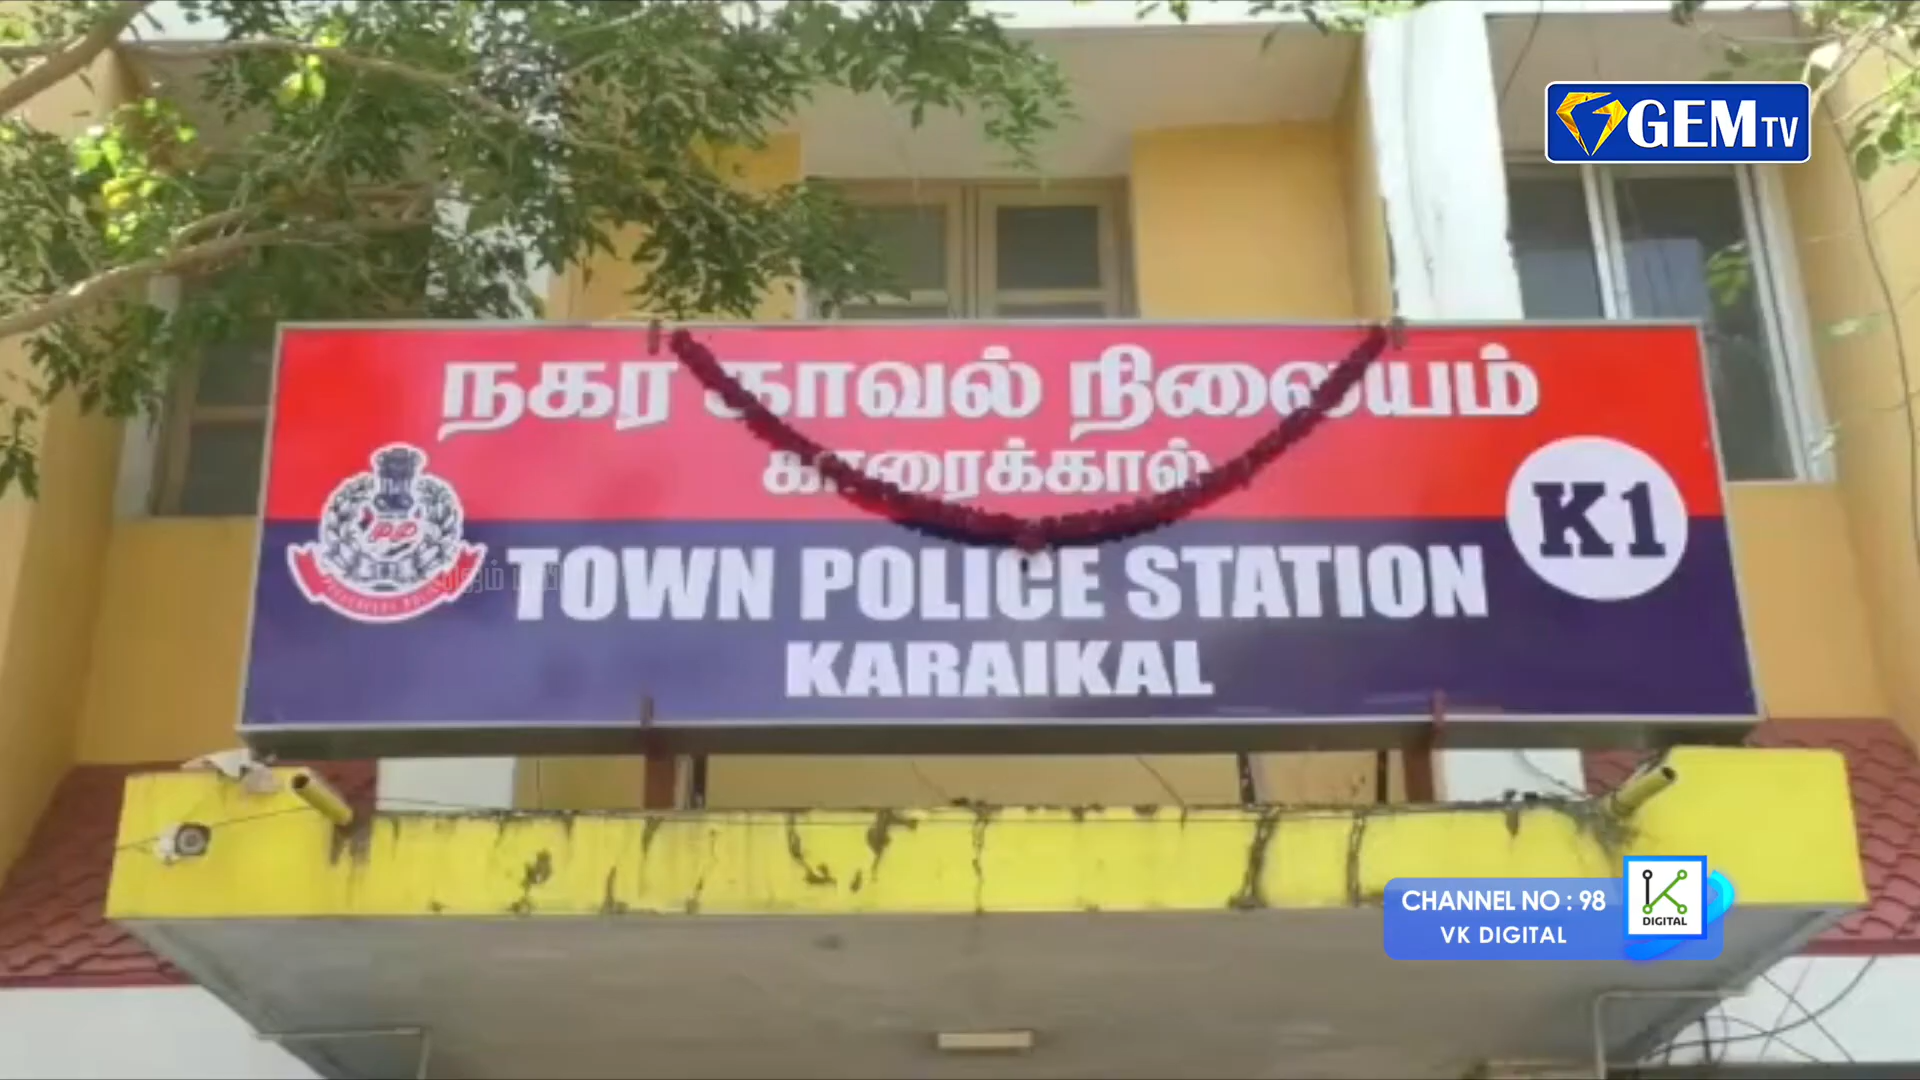 GEM TV
நகர காவல் நிலையம்
காரைக்கால்
K1
TOWN POLICE STATION
KARAIKAL
CHANNEL NO : 98
VK DIGITAL
DIGITAL